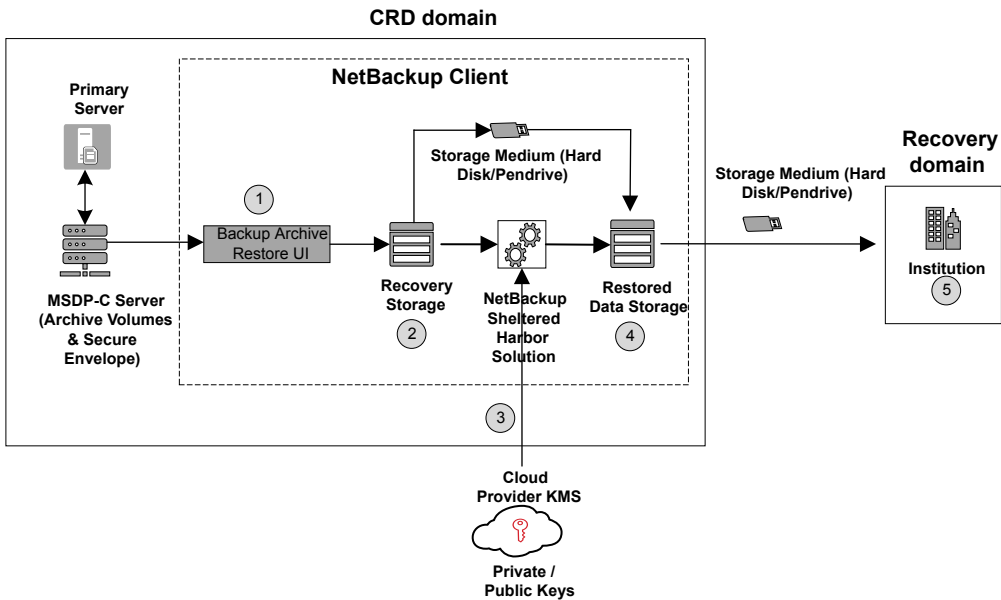 CRD domain
NetBackup Client
Primary
Server
MSDP-C Server
(Archive Volumes
& Secure
Envelope)
1
Backup Archive
Restore UI
Storage Medium (Hard
Disk/Pendrive)
Recovery
Storage
2
NetBackup
Sheltered
Harbor
Solution
Restored
Data Storage
4
3
Cloud
Provider KMS
Private /
Public Keys
Storage Medium (Hard
Disk/Pendrive)
Recovery
domain
Institution
5